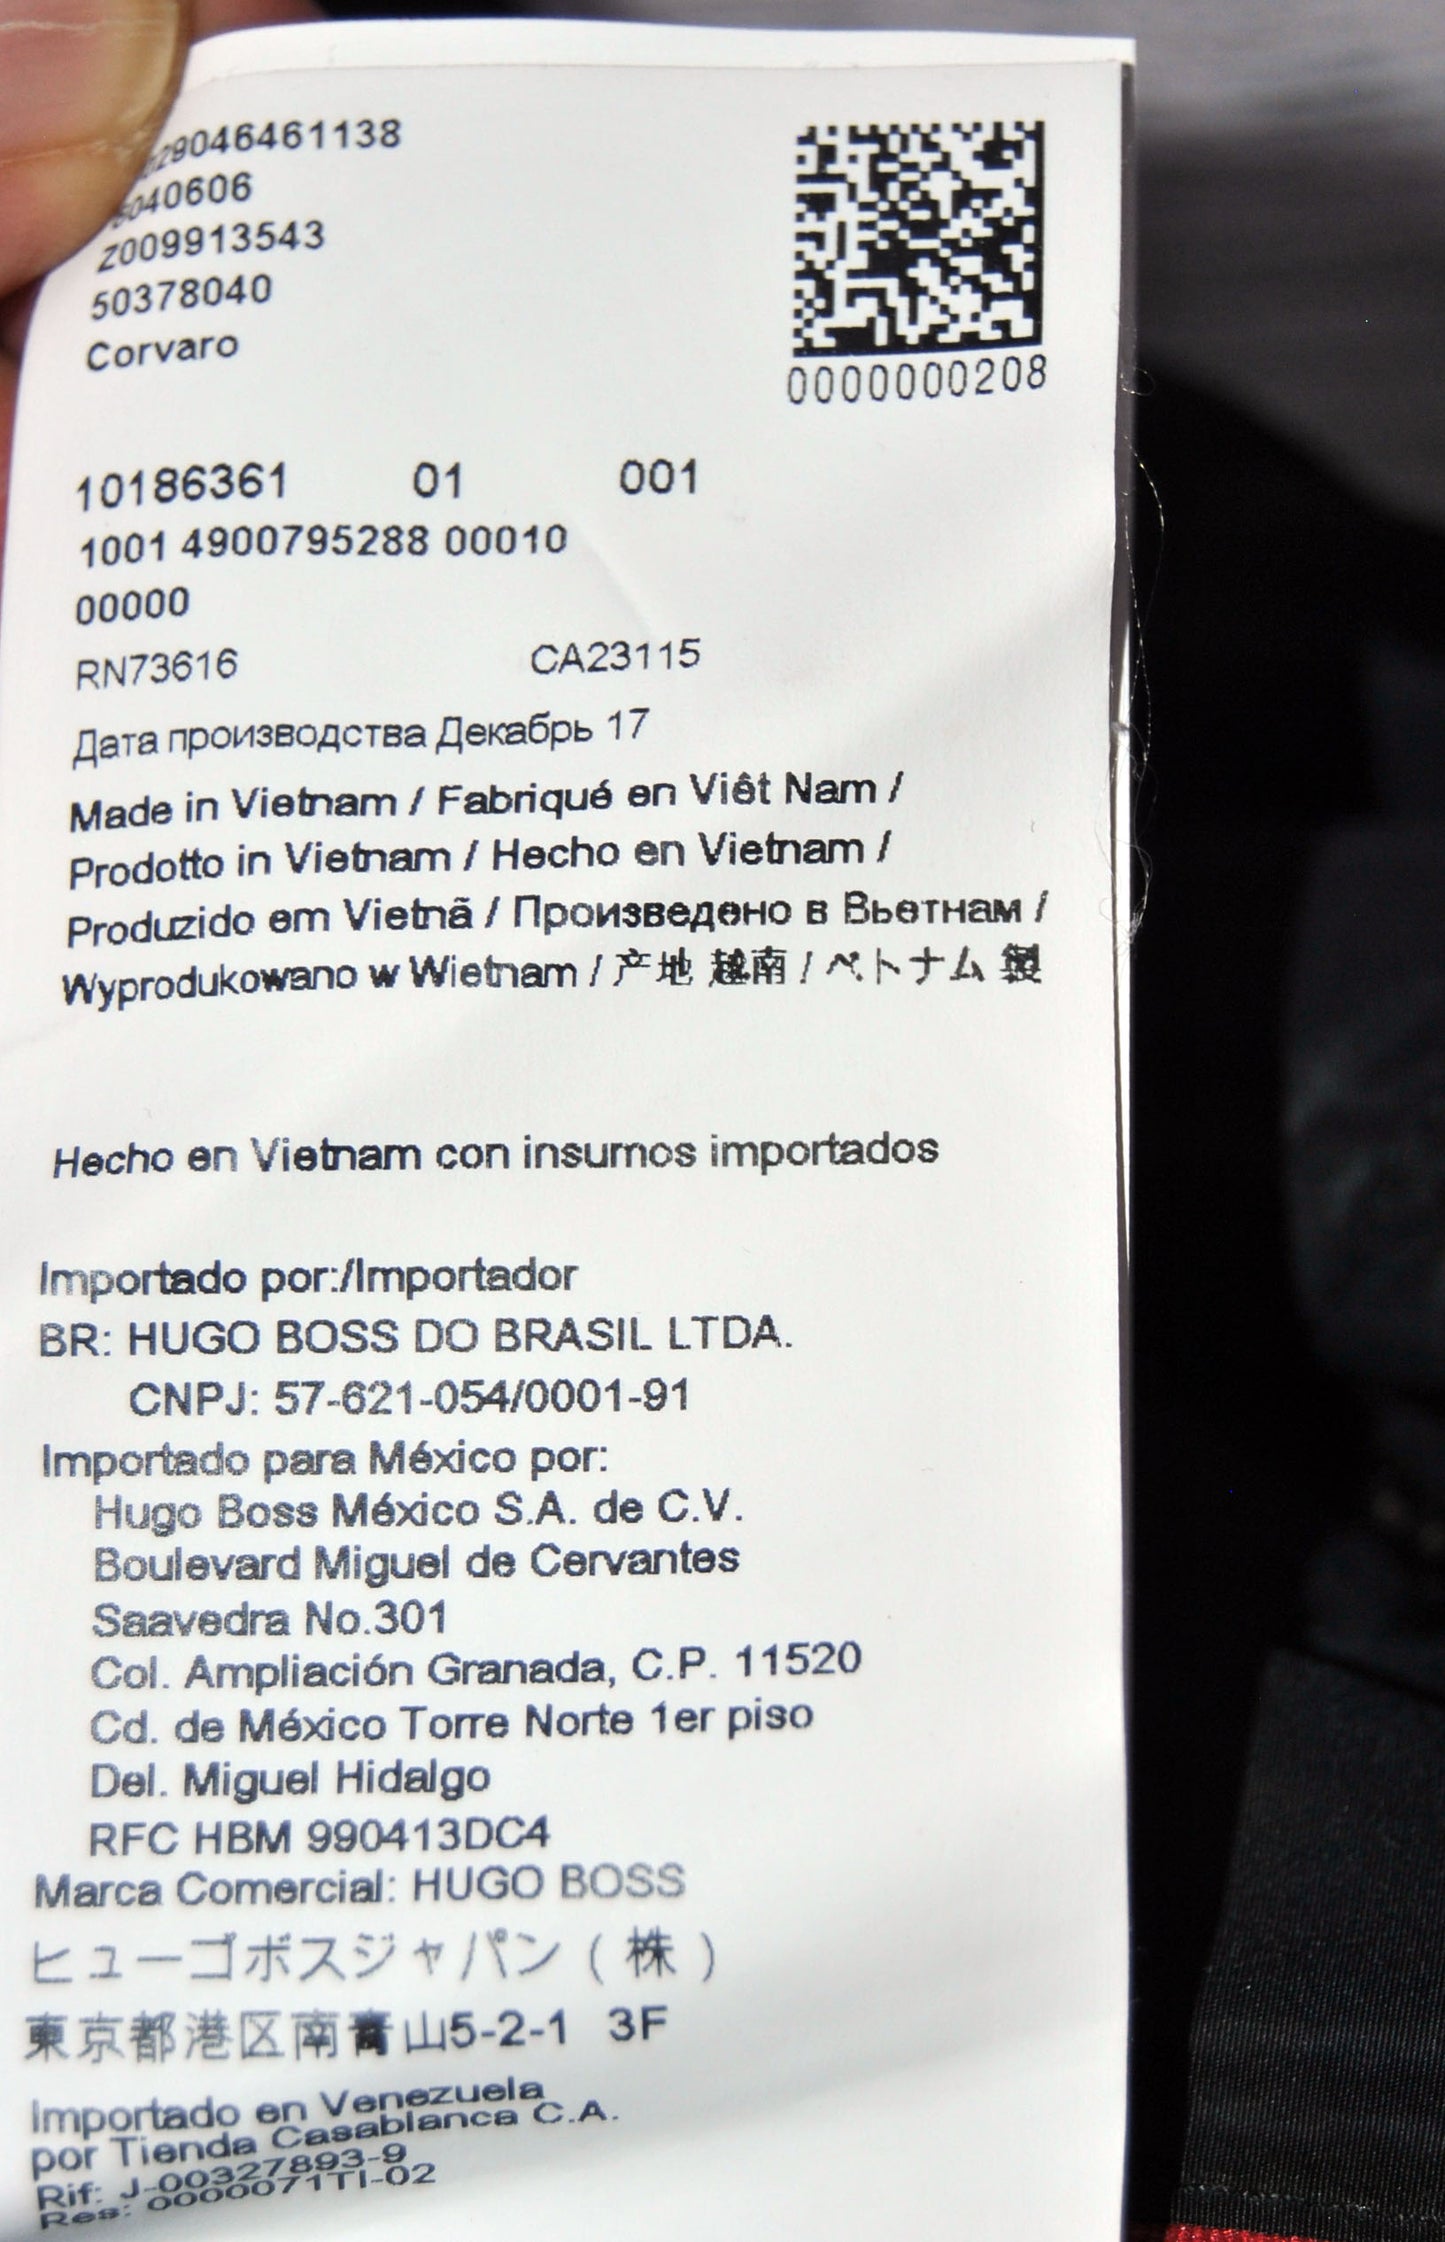 29046461138
040606
Z009913543
50378040
Corvaro
0000000208
10186361 01 001
1001 4900795288 00010
00000
RN73616 CA23115
Дата производства Декабрь 17
Made in Vietnam / Fabriqué en Viêt Nam /
Prodotto in Vietnam / Hecho en Vietnam /
Produzido em Vietnã / Произведено в Вьетнам /
Wyprodukowano w Wietnam / 产地 越南 / ベトナム 製
Hecho en Vietnam con insumos importados
Importado por:/Importador
BR: HUGO BOSS DO BRASIL LTDA.
CNPJ: 57-621-054/0001-91
Importado para México por:
Hugo Boss México S.A. de C.V.
Boulevard Miguel de Cervantes
Saavedra No.301
Col. Ampliación Granada, C.P. 11520
Cd. de México Torre Norte 1er piso
Del. Miguel Hidalgo
RFC HBM 990413DC4
Marca Comercial: HUGO BOSS
ヒューゴボスジャパン ( 株 )
東京都港区南青山5-2-1 3F
Importado en Venezuela
por Tienda Casablanca C.A.
Rif: J-00327893-9
Res: 0000071TI-02